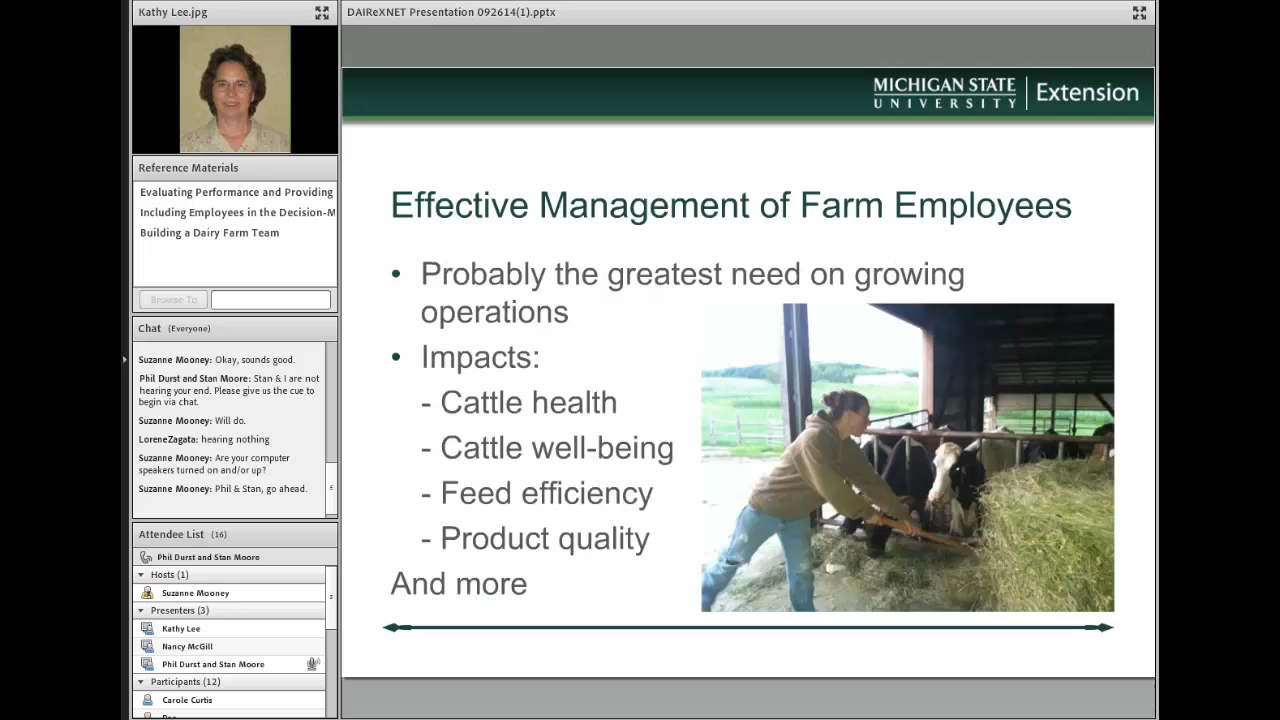 Kathy Lee.jpg
Reference Materials
Evaluating Performance and Providing
Including Employees in the Decision-M
Building a Dairy Farm Team
Browse To
Chat (Everyone)
Suzanne Mooney: Okay, sounds good.
Phil Durst and Stan Moore: Stan & I are not
hearing your end. Please give us the cue to
begin via chat.
Suzanne Mooney: Will do.
LoreneZagata: hearing nothing
Suzanne Mooney: Are your computer
speakers turned on and/or up?
Suzanne Mooney: Phil & Stan, go ahead.
Attendee List (16)
Phil Durst and Stan Moore
Hosts (1)
Suzanne Mooney
Presenters (3)
Kathy Lee
Nancy McGill
Phil Durst and Stan Moore
Participants (12)
Carole Curtis
DAIReXNET Presentation 092614(1).pptx
MICHIGAN STATE
UNIVERSITY
Extension
Effective Management of Farm Employees
• Probably the greatest need on growing
operations
• Impacts:
- Cattle health
- Cattle well-being
- Feed efficiency
- Product quality
And more